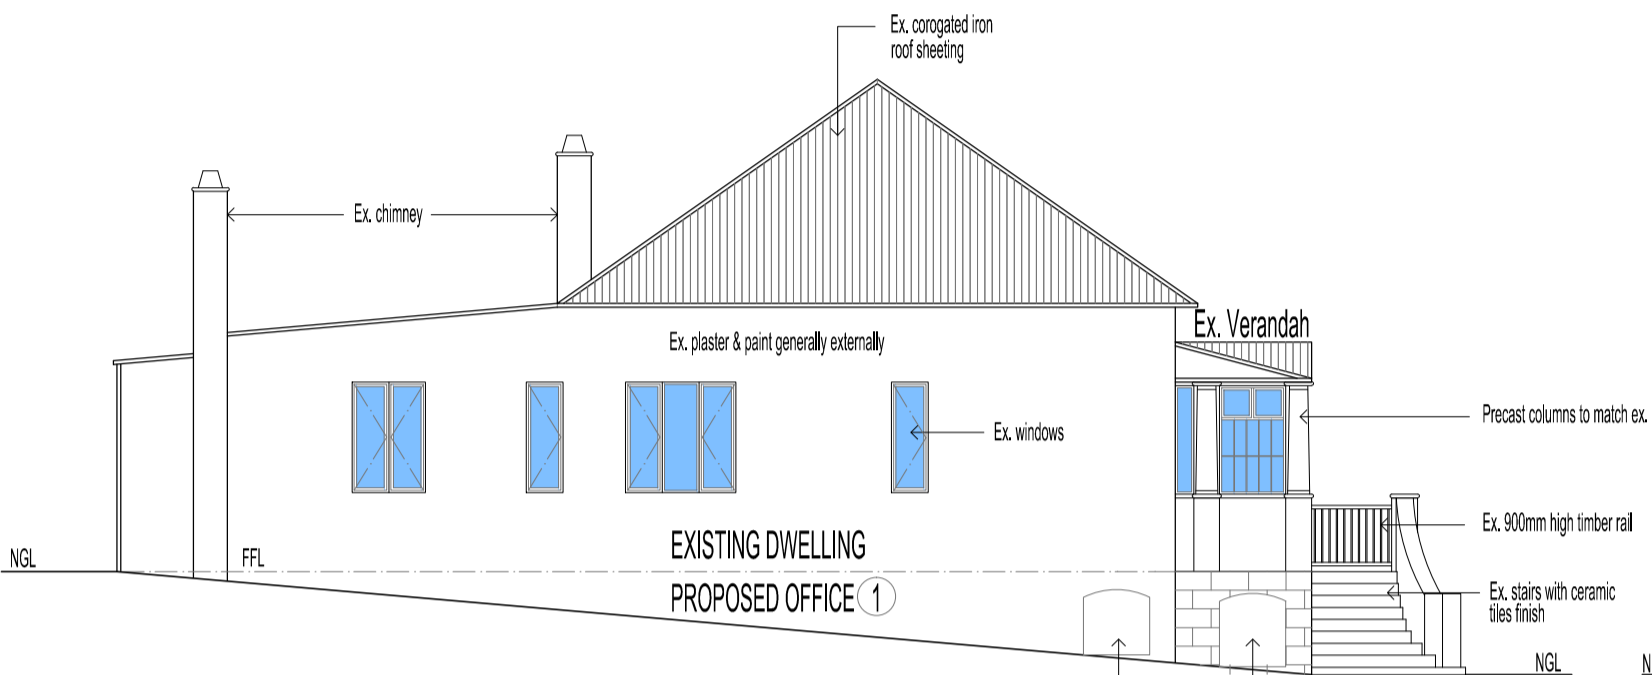 Ex. corogated iron
roof sheeting
Ex. chimney
Ex. Verandah
Ex. plaster & paint generally externally
Precast columns to match ex.
Ex. windows
Ex. 900mm high timber rail
EXISTING DWELLING
NGL
FFL
PROPOSED OFFICE 1
Ex. stairs with ceramic
tiles finish
NGL
N